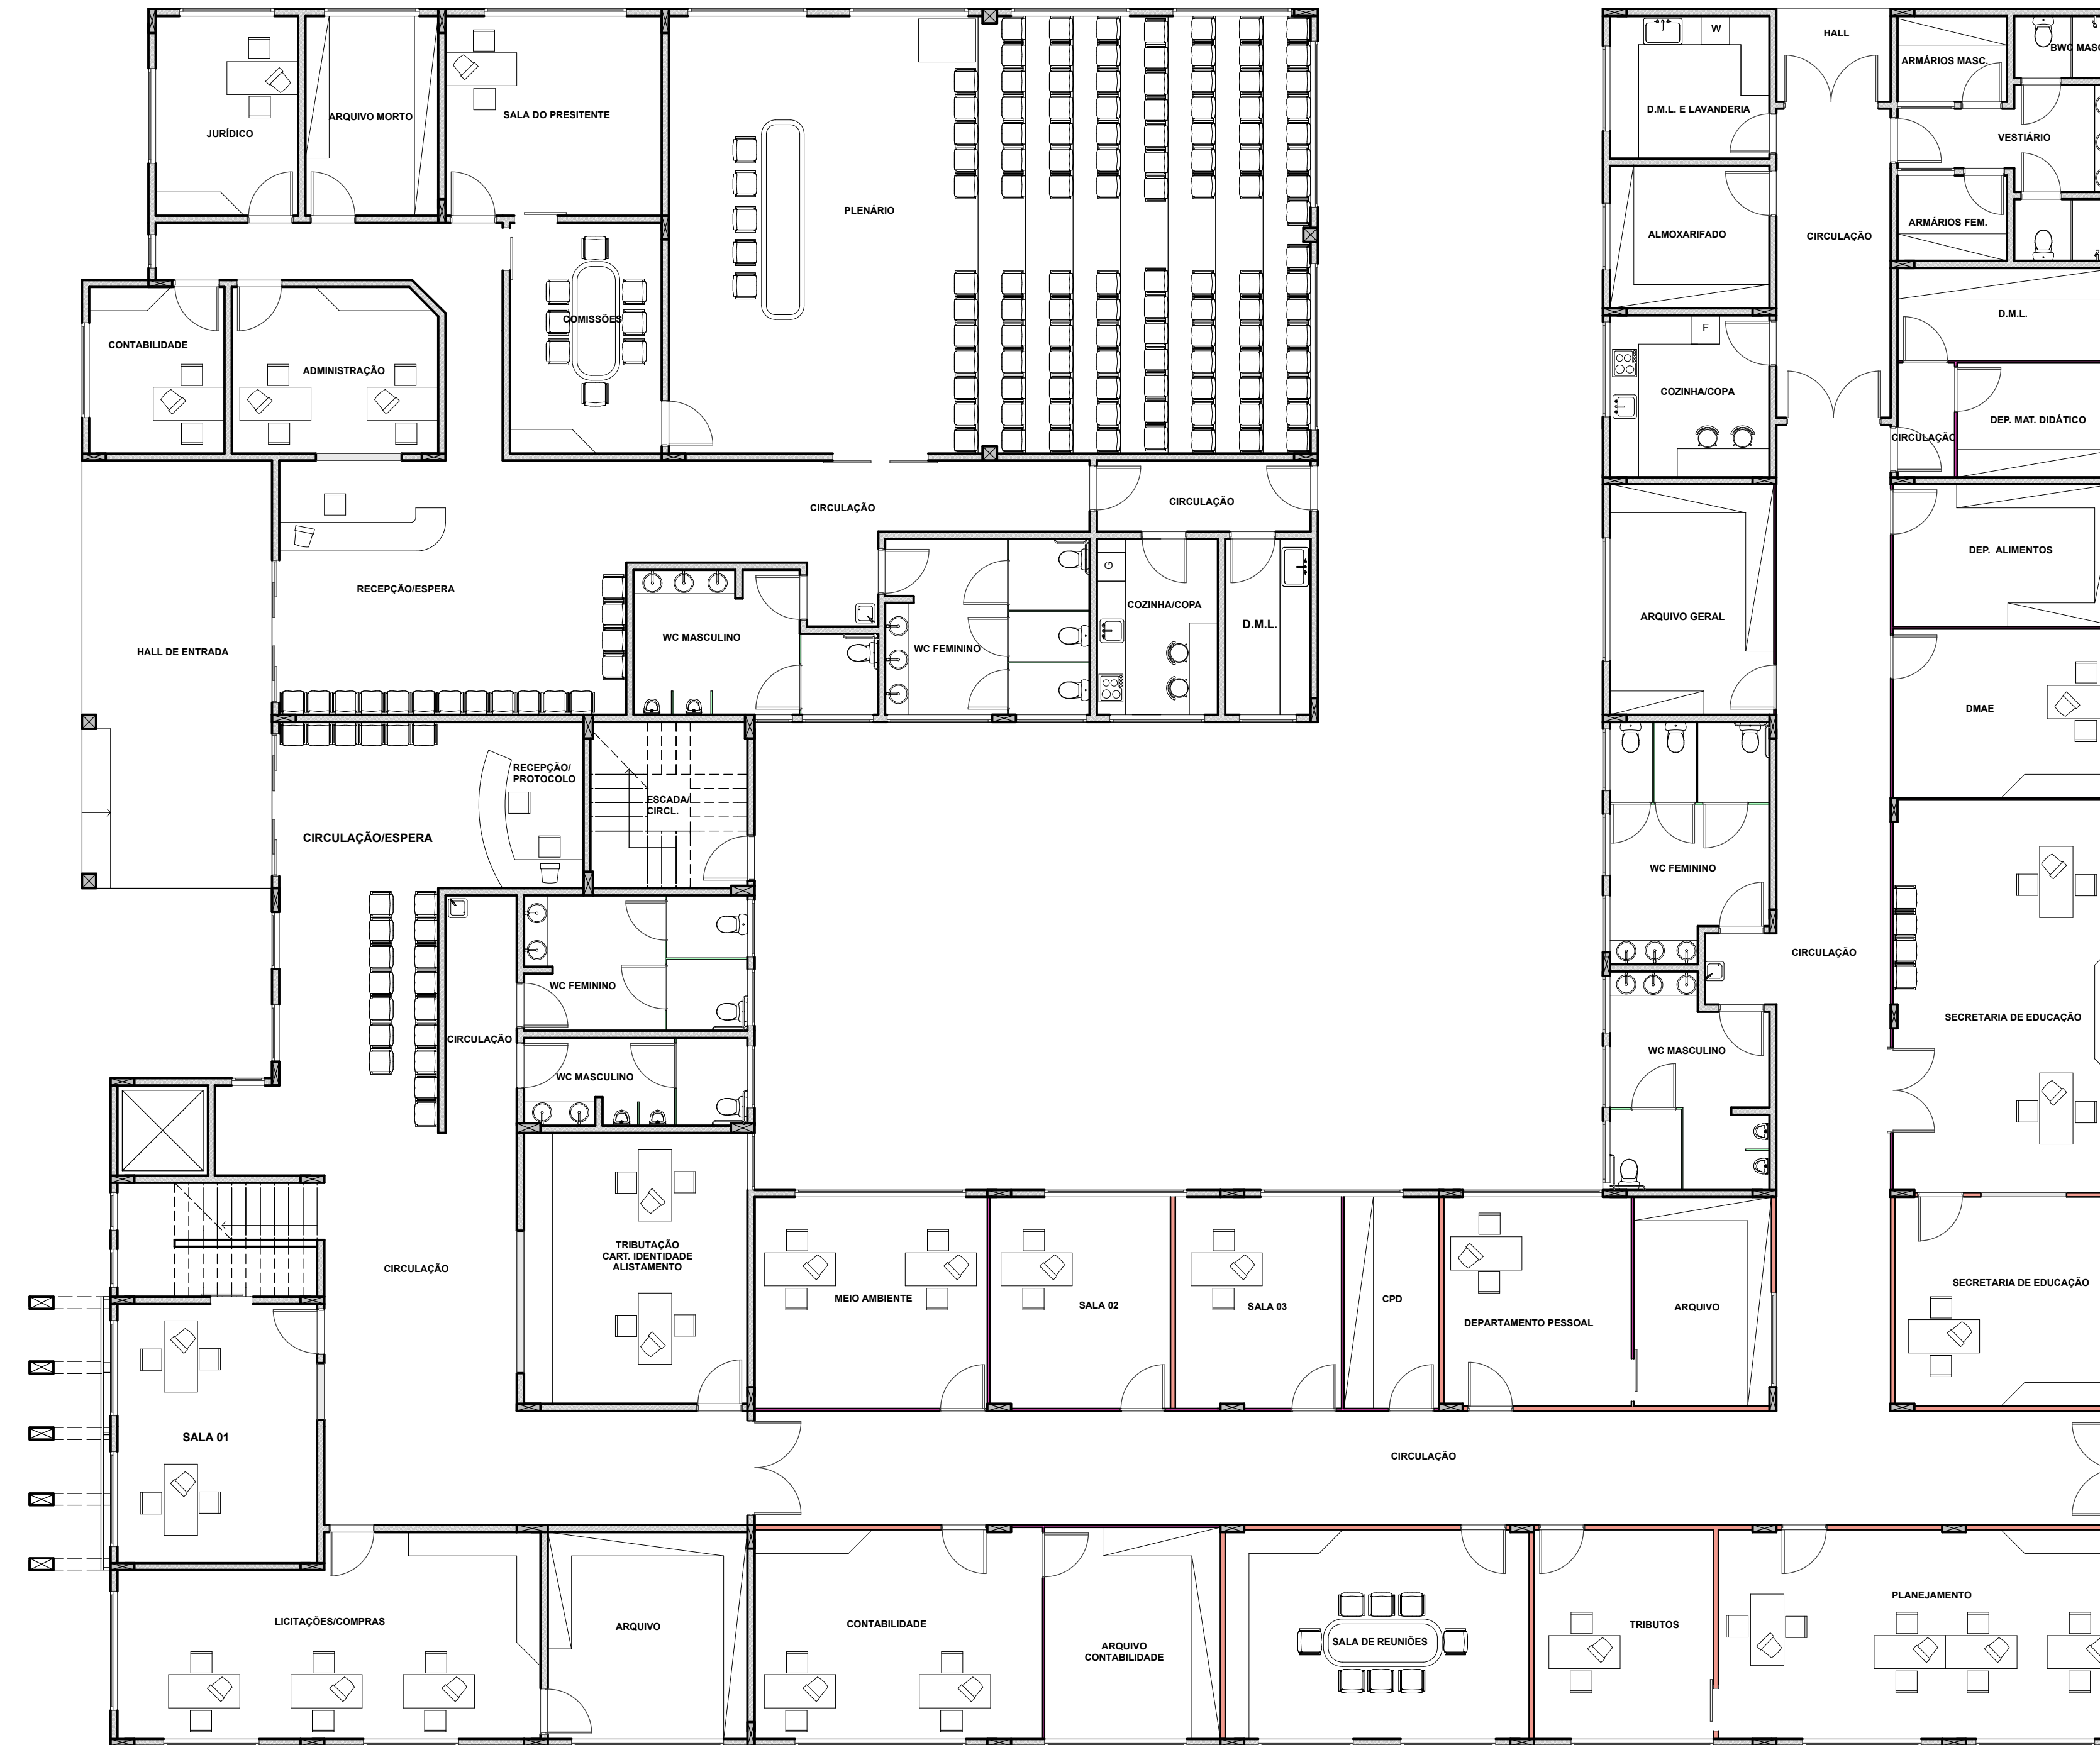 HALL
W
BWC MASC
ARMÁRIOS MASC.
D.M.L. E LAVANDERIA
SALA DO PRESITENTE
ARQUIVO MORTO
JURÍDICO
VESTIÁRIO
PLENÁRIO
ARMÁRIOS FEM.
ALMOXARIFADO
CIRCULAÇÃO
D.M.L.
COMISSÕES
F
CONTABILIDADE
ADMINISTRAÇÃO
COZINHA/COPA
DEP. MAT. DIDÁTICO
CIRCULAÇÃO
CIRCULAÇÃO
CIRCULAÇÃO
DEP. ALIMENTOS
G
RECEPÇÃO/ESPERA
COZINHA/COPA
ARQUIVO GERAL
D.M.L.
WC MASCULINO
WC FEMININO
HALL DE ENTRADA
DMAE
RECEPÇÃO/
PROTOCOLO
ESCADA/
CIRCL.
CIRCULAÇÃO/ESPERA
WC FEMININO
CIRCULAÇÃO
WC FEMININO
SECRETARIA DE EDUCAÇÃO
CIRCULAÇÃO
WC MASCULINO
WC MASCULINO
TRIBUTAÇÃO
CART. IDENTIDADE
ALISTAMENTO
CIRCULAÇÃO
SECRETARIA DE EDUCAÇÃO
MEIO AMBIENTE
SALA 02
SALA 03
CPD
ARQUIVO
DEPARTAMENTO PESSOAL
SALA 01
CIRCULAÇÃO
PLANEJAMENTO
LICITAÇÕES/COMPRAS
ARQUIVO
CONTABILIDADE
TRIBUTOS
SALA DE REUNIÕES
ARQUIVO
CONTABILIDADE